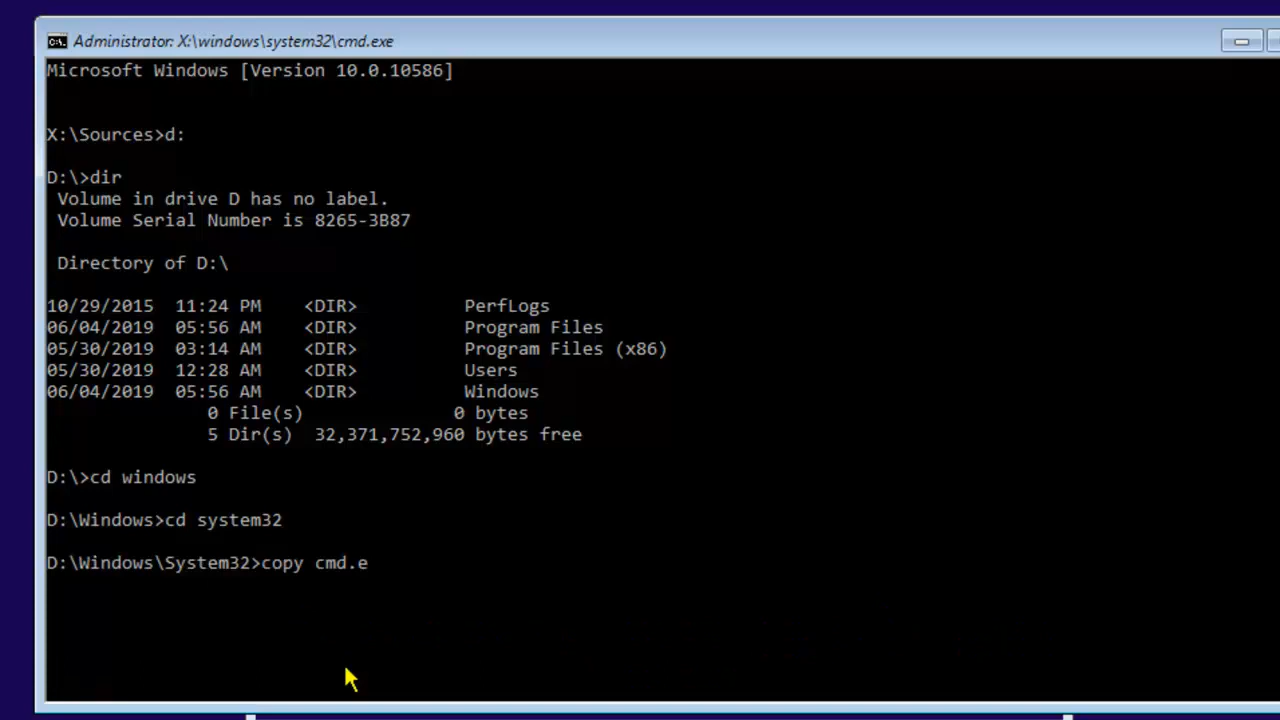 Administrator: X:\windows\system32\cmd.exe
Microsoft Windows [Version 10.0.10586]
X:\Sources>d:
D:\>dir
Volume in drive D has no label.
Volume Serial Number is 8265-3B87
Directory of D:\
10/29/2015 11:24 PM <DIR> PerfLogs
06/04/2019 05:56 AM <DIR> Program Files
05/30/2019 03:14 AM <DIR> Program Files (x86)
05/30/2019 12:28 AM <DIR> Users
06/04/2019 05:56 AM <DIR> Windows
0 File(s) 0 bytes
5 Dir(s) 32,371,752,960 bytes free
D:\>cd windows
D:\Windows>cd system32
D:\Windows\System32>copy cmd.e